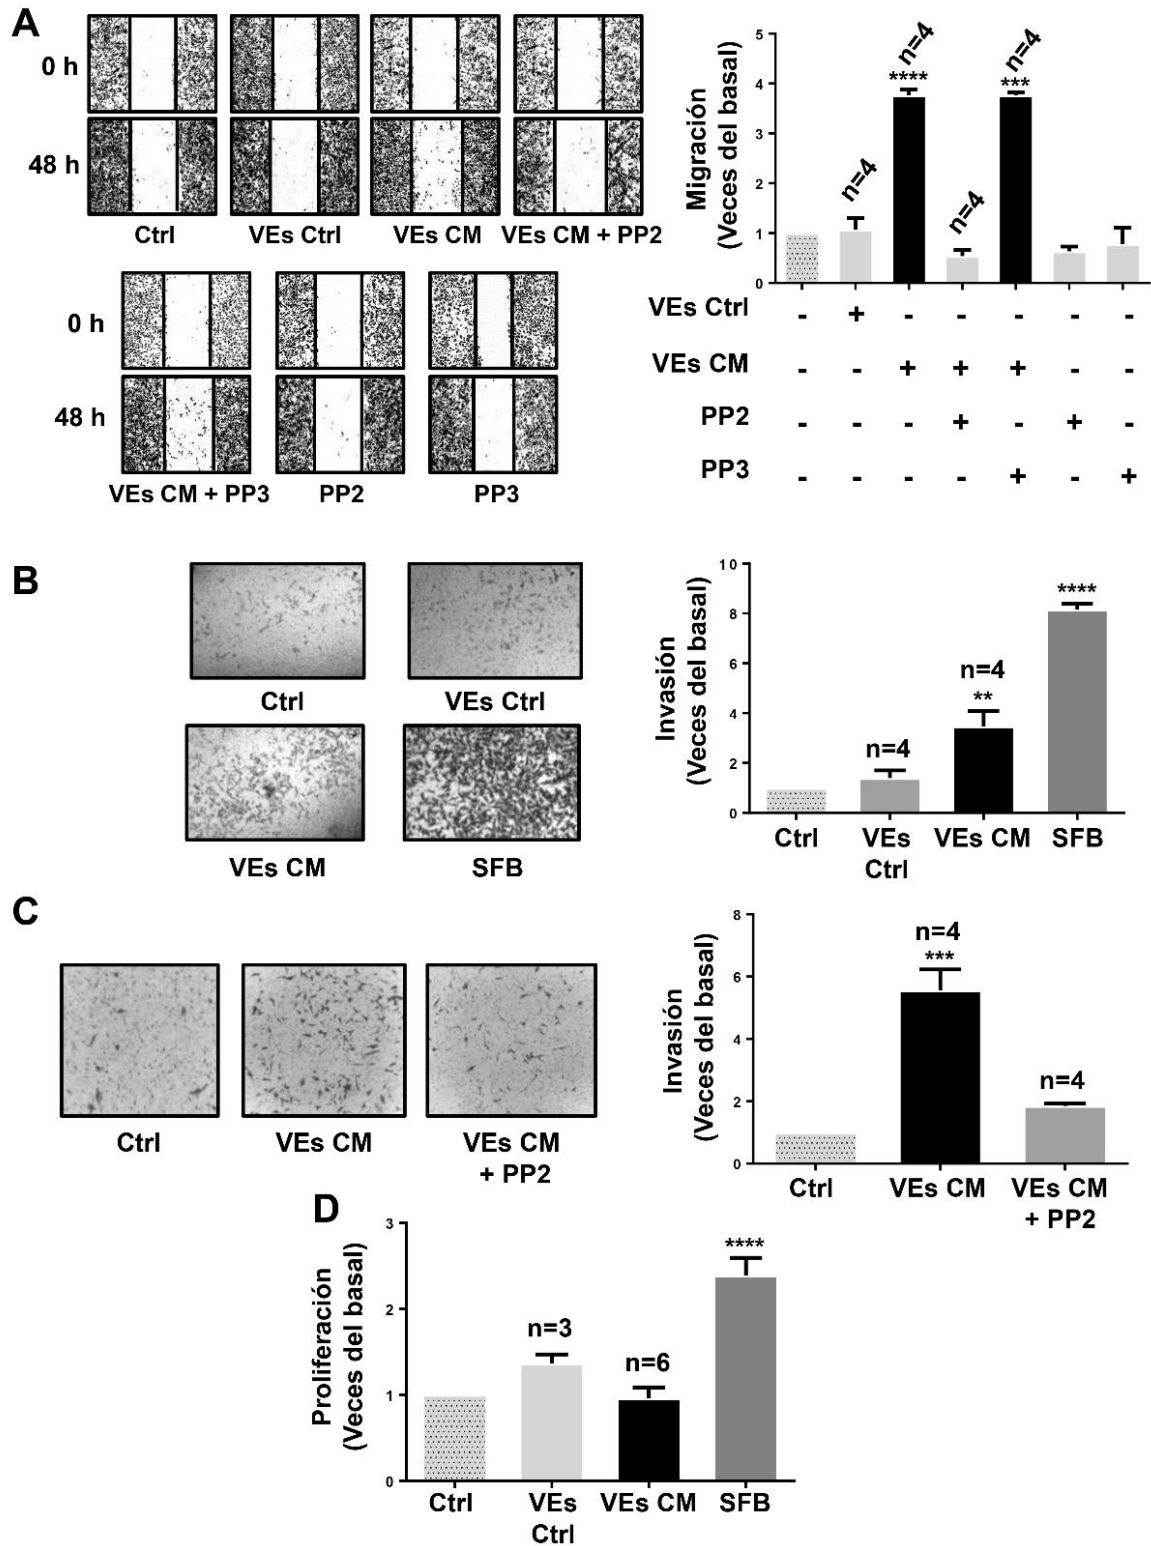 A
0 h
48 h
Ctrl
VEs Ctrl
VEs CM
VEs CM + PP2
0 h
48 h
VEs CM + PP3
PP2
PP3
Migración
(Veces del basal)
5
4
3
2
1
0
n=4
n=4
****
n=4
n=4
***
VEs Ctrl - + - - - - -
VEs CM - - + + + - -
PP2 - - - + - + -
PP3 - - - - + - +
B
Ctrl
VEs Ctrl
VEs CM
SFB
Invasión
(Veces del basal)
10
8
6
4
2
0
n=4
n=4
**
****
Ctrl
VEs
Ctrl
VEs CM
SFB
C
Ctrl
VEs CM
VEs CM
+ PP2
Invasión
(Veces del basal)
8
6
4
2
0
n=4
***
n=4
Ctrl
VEs CM
VEs CM
+ PP2
D
Proliferación
(Veces del basal)
3
2
1
0
n=3
n=6
****
Ctrl
VEs
Ctrl
VEs CM
SFB